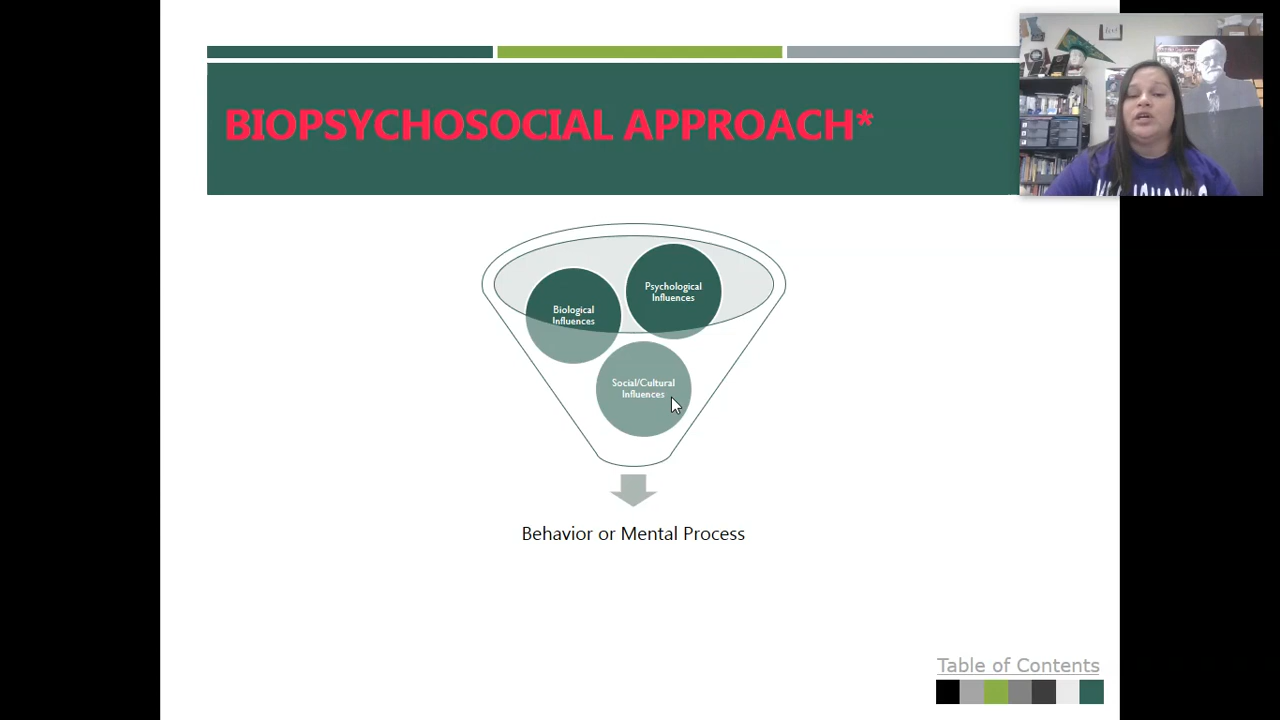 BIOPSYCHOSOCIAL APPROACH*
Psychological
Influences
Biological
Influences
Social/Cultural
Influences
Behavior or Mental Process
Table of Contents